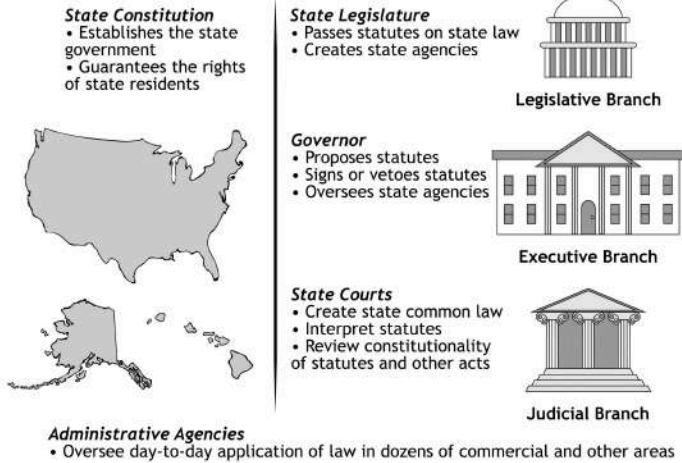 State Constitution
• Establishes the state
government
• Guarantees the rights
of state residents
State Legislature
• Passes statutes on state law
• Creates state agencies
Legislative Branch
Governor
• Proposes statutes
• Signs or vetoes statutes
• Oversees state agencies
Executive Branch
State Courts
• Create state common law
• Interpret statutes
• Review constitutionality
of statutes and other acts
Judicial Branch
Administrative Agencies
• Oversee day-to-day application of law in dozens of commercial and other areas